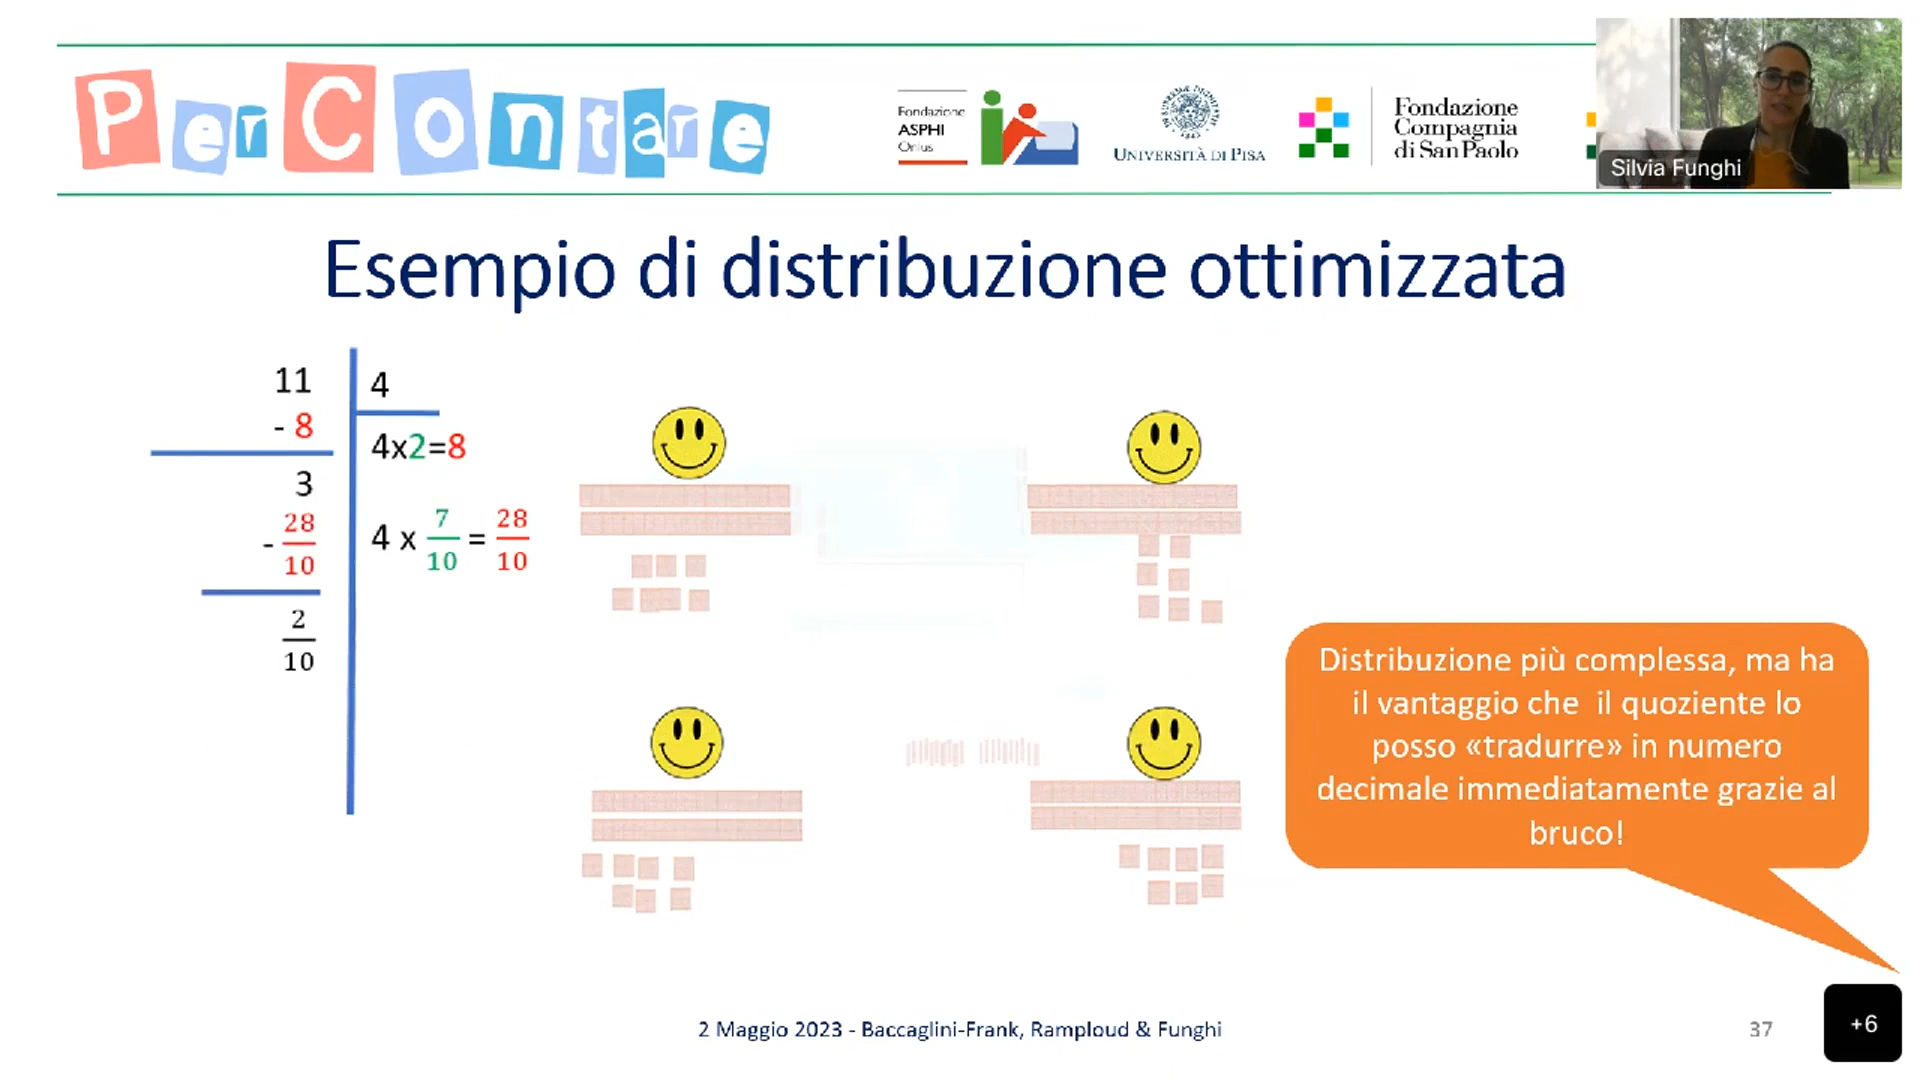 PerContare
Fondazione
ASPHI
Onlus
UNIVERSITÀ DI PISA
Fondazione
Compagnia
di San Paolo
Silvia Funghi
Esempio di distribuzione ottimizzata
11
4
- 8
4x2=8
3
- 28/10
4 x 7/10 = 28/10
2/10
Distribuzione più complessa, ma ha
il vantaggio che il quoziente lo
posso «tradurre» in numero
decimale immediatamente grazie al
bruco!
2 Maggio 2023 - Baccaglini-Frank, Ramploud & Funghi
37
+6